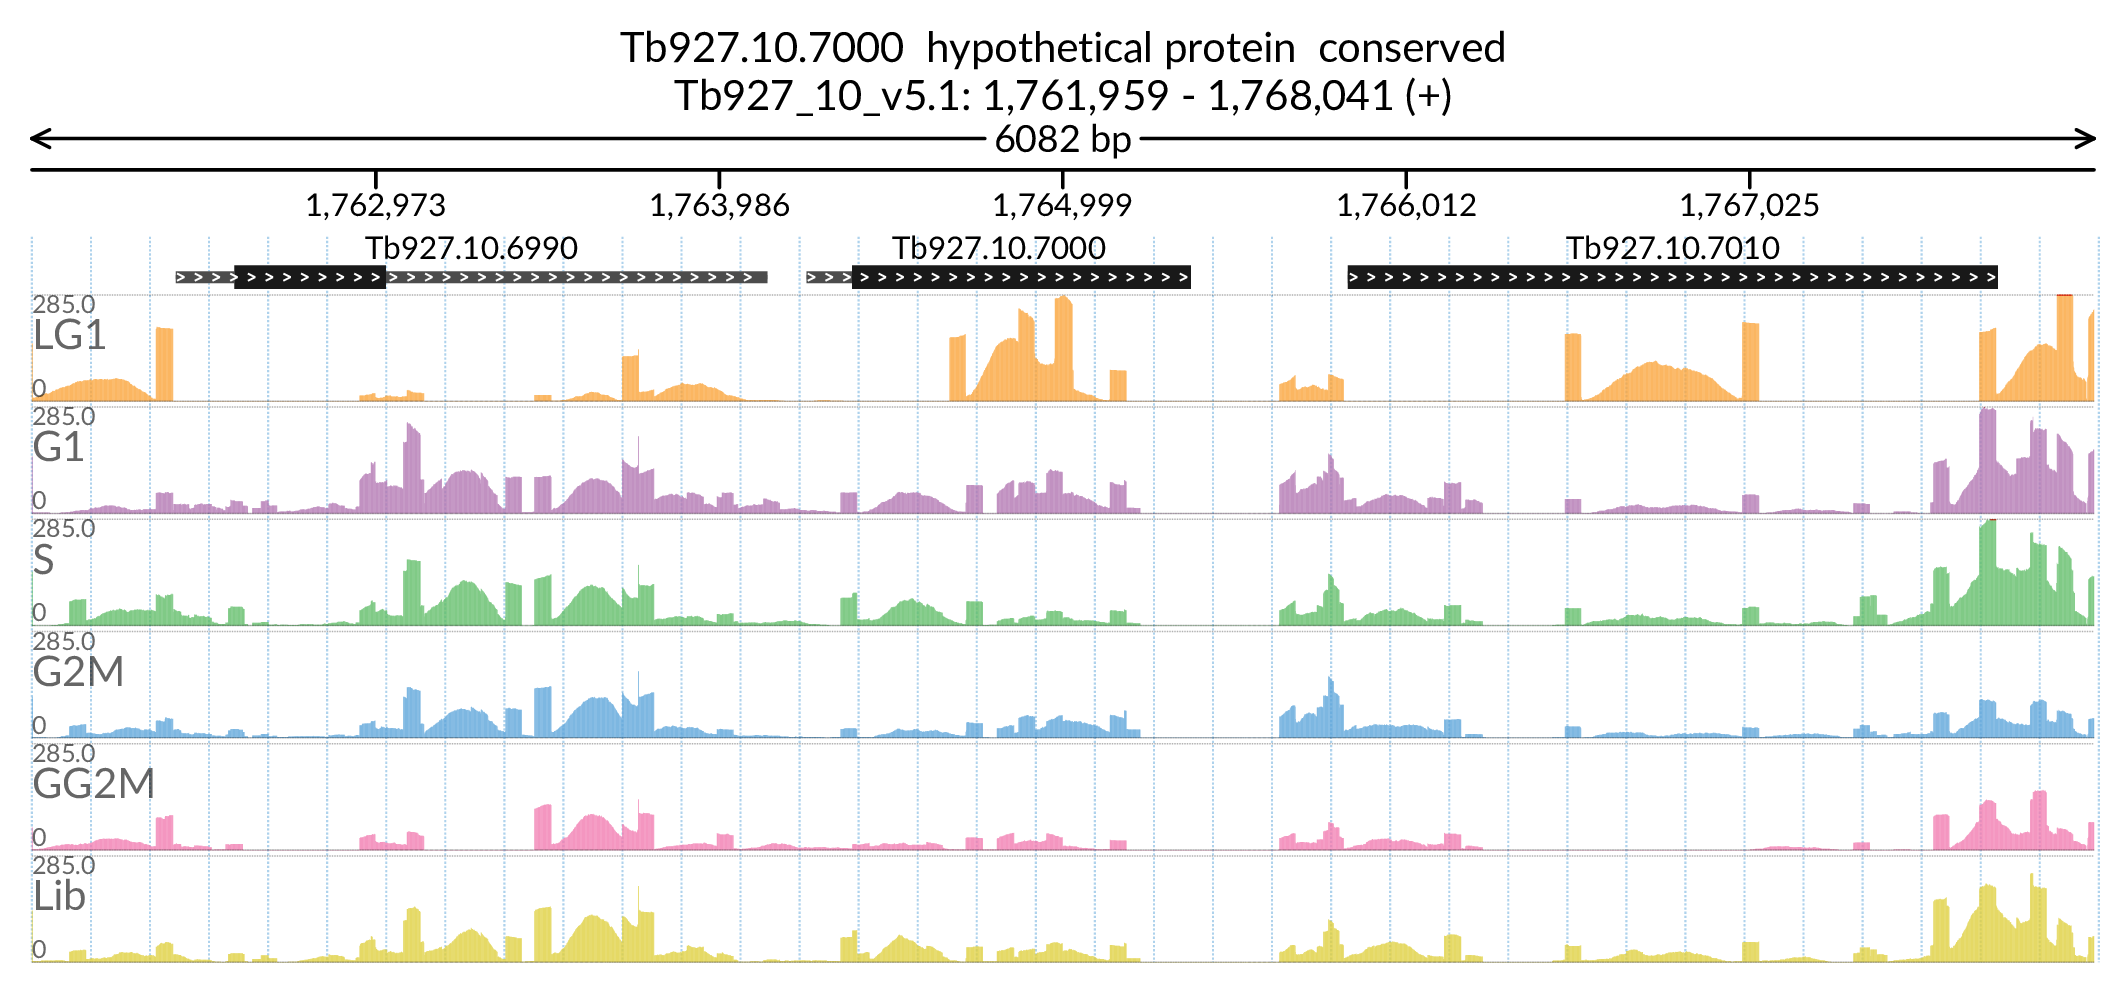 Tb927.10.7000  hypothetical protein  conserved
Tb927_10_v5.1: 1,761,959 - 1,768,041 (+)
6082 bp
1,762,973 1,763,986 1,764,999 1,766,012 1,767,025
Tb927.10.6990 Tb927.10.7000 Tb927.10.7010
285.0
LG1
0
285.0
G1
0
285.0
S
0
285.0
G2M
0
285.0
GG2M
0
285.0
Lib
0